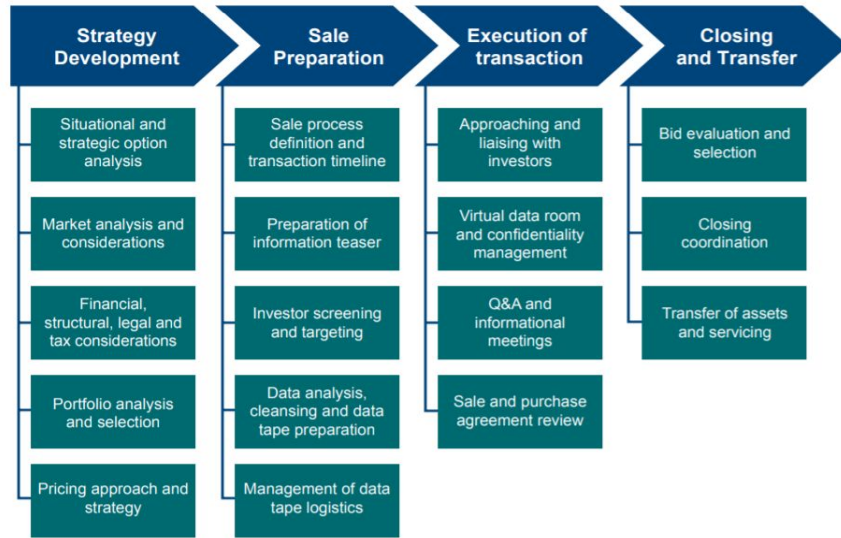 Strategy
Development
Sale
Preparation
Execution of
transaction
Closing
and Transfer
Situational and
strategic option
analysis
Market analysis and
considerations
Financial,
structural, legal and
tax considerations
Portfolio analysis
and selection
Pricing approach and
strategy
Sale process
definition and
transaction timeline
Preparation of
information teaser
Investor screening
and targeting
Data analysis,
cleansing and data
tape preparation
Management of data
tape logistics
Approaching and
liaising with
investors
Virtual data room
and confidentiality
management
Q&A and
informational
meetings
Sale and purchase
agreement review
Bid evaluation and
selection
Closing
coordination
Transfer of assets
and servicing